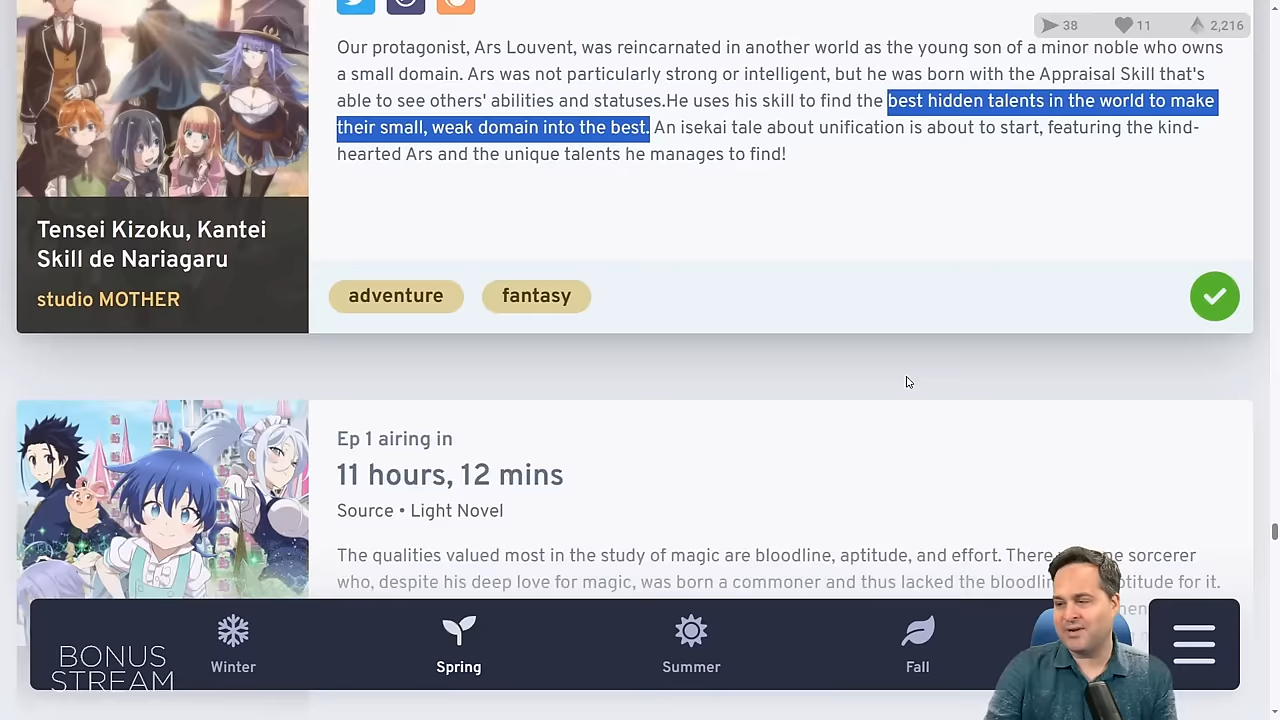 38 11 2,216
Our protagonist, Ars Louvent, was reincarnated in another world as the young son of a minor noble who owns
a small domain. Ars was not particularly strong or intelligent, but he was born with the Appraisal Skill that's
able to see others' abilities and statuses.He uses his skill to find the best hidden talents in the world to make
their small, weak domain into the best. An isekai tale about unification is about to start, featuring the kind-
hearted Ars and the unique talents he manages to find!
Tensei Kizoku, Kantei
Skill de Nariagaru
studio MOTHER
adventure fantasy
Ep 1 airing in
11 hours, 12 mins
Source • Light Novel
The qualities valued most in the study of magic are bloodline, aptitude, and effort. There sorcerer
who, despite his deep love for magic, was born a commoner and thus lacked the for it.
BONUS
STREAM
Winter Spring Summer Fall